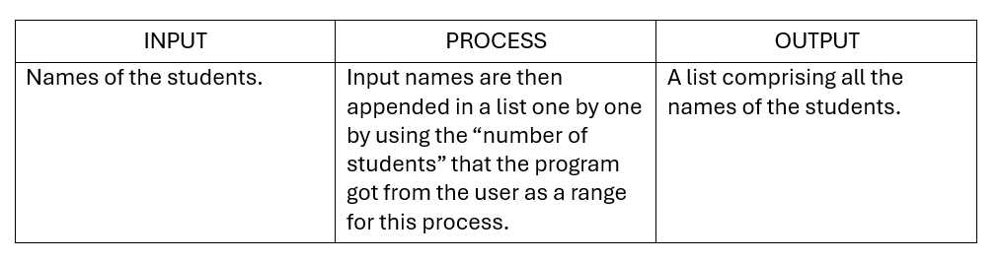 INPUT
PROCESS
OUTPUT
Names of the students.
Input names are then
appended in a list one by one
by using the “number of
students” that the program
got from the user as a range
for this process.
A list comprising all the
names of the students.